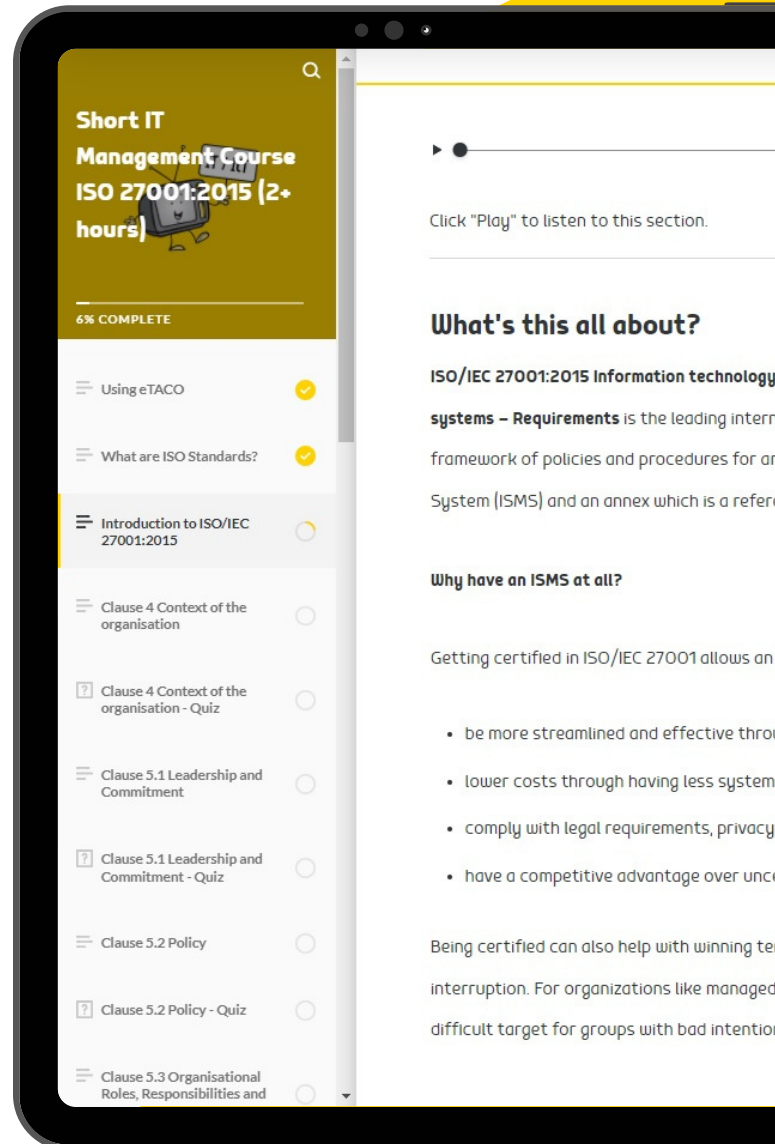 Short IT
Management Course
ISO 27001:2015 (2+
hours)
6% COMPLETE
Using eTACO
What are ISO Standards?
Introduction to ISO/IEC
27001:2015
Clause 4 Context of the
organisation
Clause 4 Context of the
organisation - Quiz
Clause 5.1 Leadership and
Commitment
Clause 5.1 Leadership and
Commitment - Quiz
Clause 5.2 Policy
Clause 5.2 Policy - Quiz
Clause 5.3 Organisational
Roles, Responsibilities and
Click "Play" to listen to this section.
What's this all about?
ISO/IEC 27001:2015 Information technology
systems – Requirements is the leading
framework of policies and procedures for
System (ISMS) and an annex which is a
Why have an ISMS at all?
Getting certified in ISO/IEC 27001 allows an
• be more streamlined and effective
• lower costs through having less system
• comply with legal requirements, privacy
• have a competitive advantage over
Being certified can also help with winning
interruption. For organizations like managed
difficult target for groups with bad